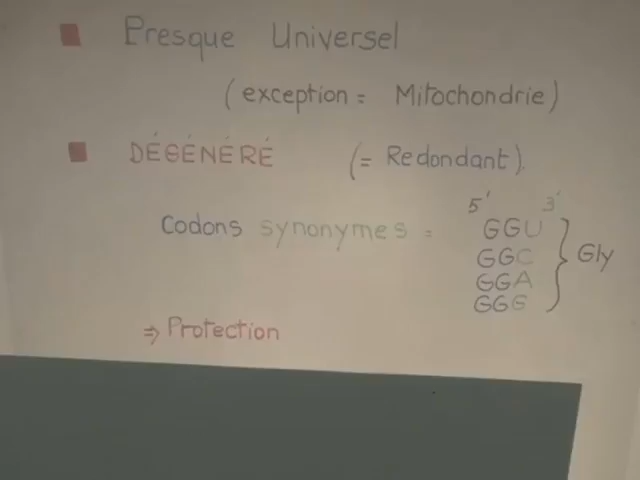 Presque Universel
(exception = Mitochondrie)
DÉGÉNÉRÉ (= Redondant).
5' 3'
Codons synonymes = GGU
GGC
GGA
GGG
} Gly
⇒ Protection